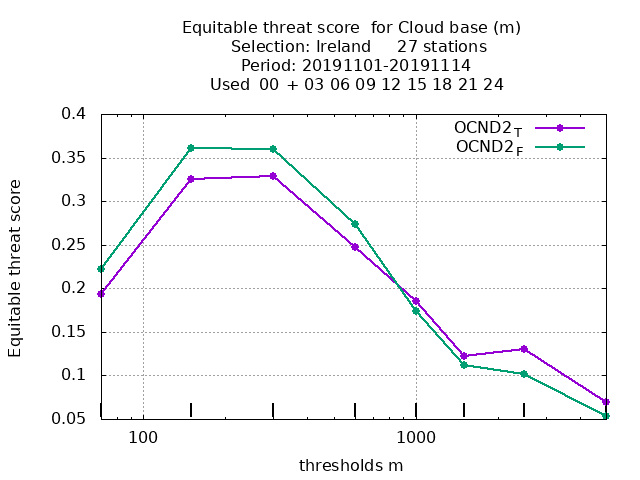 Equitable threat score  for Cloud base (m)
Selection: Ireland     27 stations
Period: 20191101-20191114
Used  00 + 03 06 09 12 15 18 21 24
OCND2_T
OCND2_F
0.4
0.35
0.3
0.25
0.2
0.15
0.1
0.05
Equitable threat score
100
1000
thresholds m